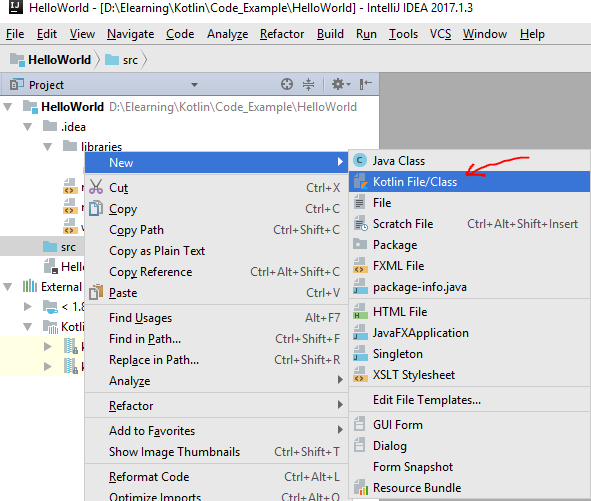 HelloWorld - [D:\Elearning\Kotlin\Code_Example\HelloWorld] - IntelliJ IDEA 2017.1.3
File Edit View Navigate Code Analyze Refactor Build Run Tools VCS Window Help
HelloWorld src
Project
HelloWorld D:\Elearning\Kotlin\Code_Example\HelloWorld
.idea
libraries
src
Hello
External
< 1.8
Kotlin
New
Cut Ctrl+X
Copy Ctrl+C
Copy Path Ctrl+Shift+C
Copy as Plain Text
Copy Reference Ctrl+Alt+Shift+C
Paste Ctrl+V
Find Usages Alt+F7
Find in Path... Ctrl+Shift+F
Replace in Path... Ctrl+Shift+R
Analyze
Refactor
Add to Favorites
Show Image Thumbnails Ctrl+Shift+T
Reformat Code Ctrl+Alt+L
Optimize Imports Ctrl+Alt+O
Java Class
Kotlin File/Class
File
Scratch File Ctrl+Alt+Shift+Insert
Package
FXML File
package-info.java
HTML File
JavaFXApplication
Singleton
XSLT Stylesheet
Edit File Templates...
GUI Form
Dialog
Form Snapshot
Resource Bundle